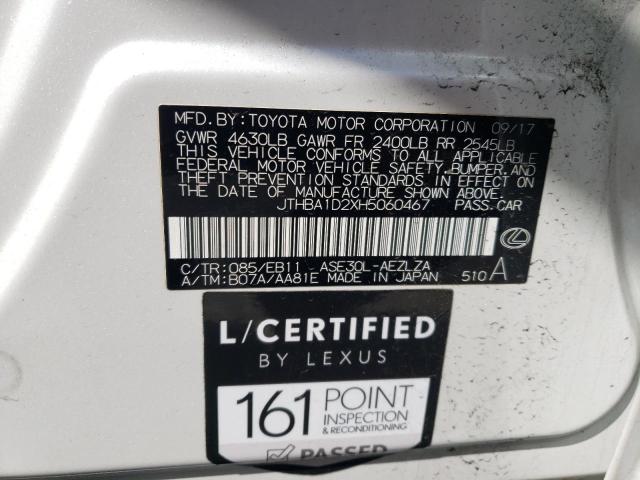 MFD. BY: TOYOTA MOTOR CORPORATION 09/17
GVWR 4630LB GAWR FR 2400LB RR 2545LB
THIS VEHICLE CONFORMS TO ALL APPLICABLE
FEDERAL MOTOR VEHICLE SAFETY, BUMPER, AND
THEFT PREVENTION STANDARDS IN EFFECT ON
THE DATE OF MANUFACTURE SHOWN ABOVE.
JTHBA1D2XH5060467 PASS.CAR
C/TR: 085/EB11 ASE30L-AEZLZA
A/TM: B07A/AA81E MADE IN JAPAN 510A
L/CERTIFIED
BY LEXUS
161 POINT
INSPECTION
& RECONDITIONING
PASSED